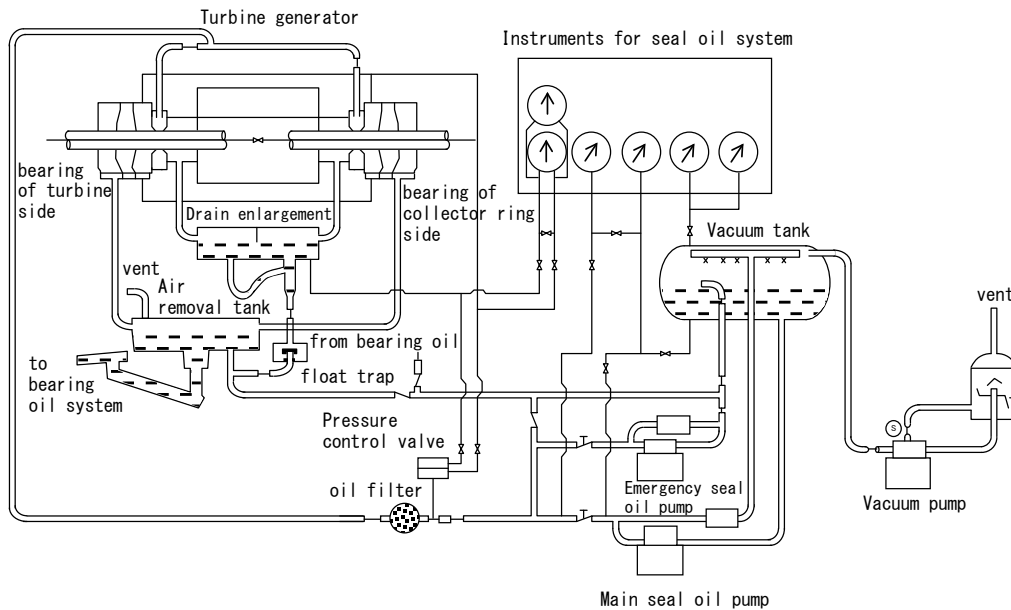 Turbine generator
Instruments for seal oil system
bearing
of turbine
side
bearing of
collector ring
side
Drain enlargement
Vacuum tank
vent
Air
removal tank
vent
from bearing oil
to
bearing
oil system
float trap
Pressure
control valve
oil filter
Emergency seal
oil pump
S
Vacuum pump
Main seal oil pump